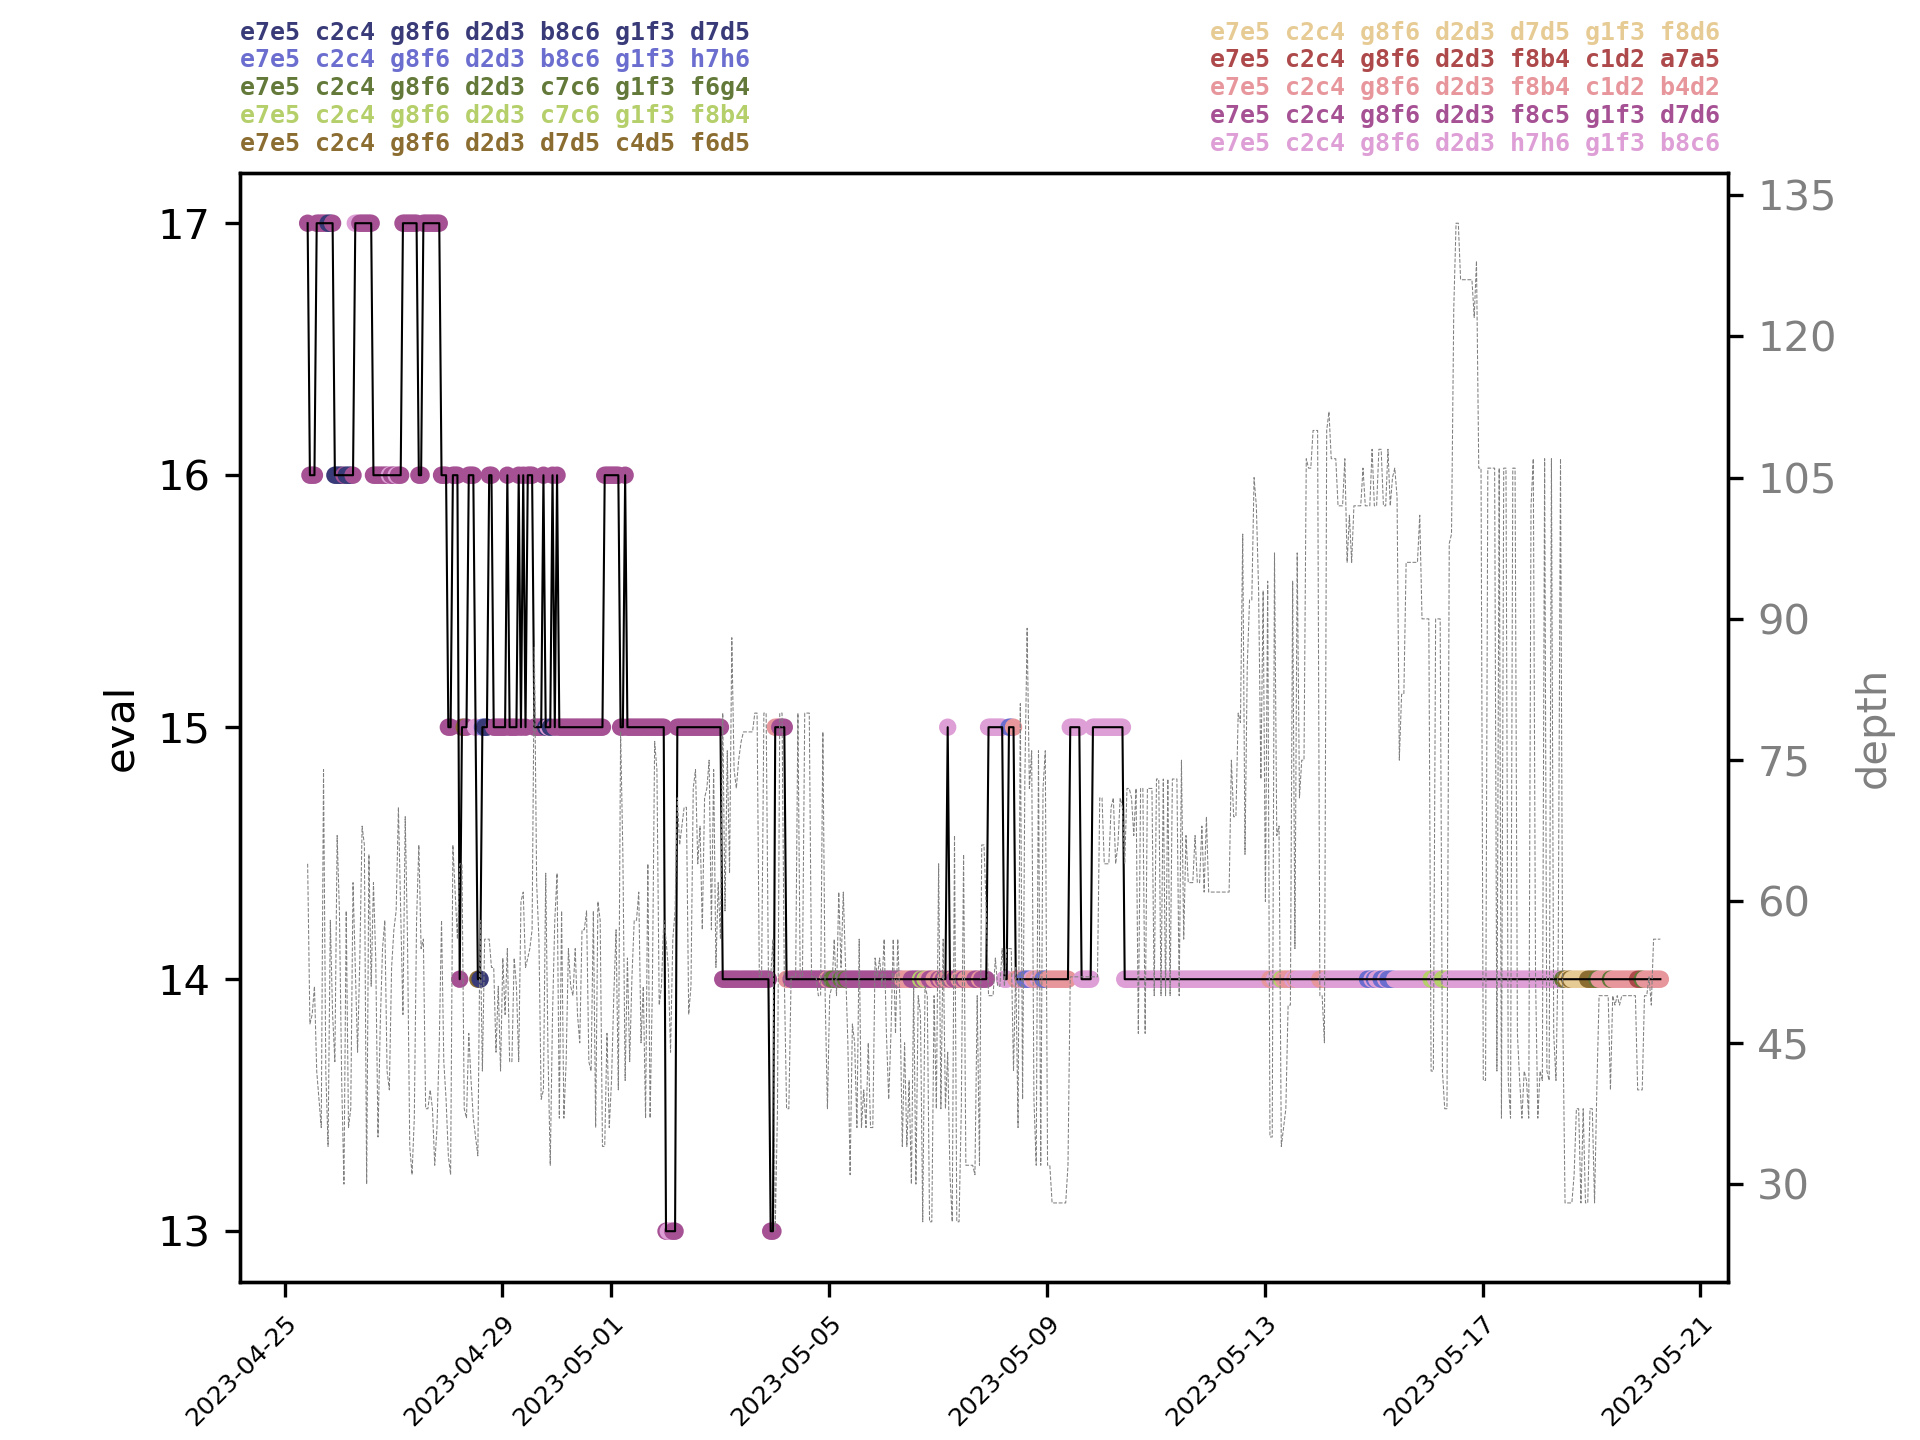 e7e5 c2c4 g8f6 d2d3 b8c6 g1f3 d7d5
e7e5 c2c4 g8f6 d2d3 b8c6 g1f3 h7h6
e7e5 c2c4 g8f6 d2d3 c7c6 g1f3 f6g4
e7e5 c2c4 g8f6 d2d3 c7c6 g1f3 f8b4
e7e5 c2c4 g8f6 d2d3 d7d5 c4d5 f6d5
e7e5 c2c4 g8f6 d2d3 d7d5 g1f3 f8d6
e7e5 c2c4 g8f6 d2d3 f8b4 c1d2 a7a5
e7e5 c2c4 g8f6 d2d3 f8b4 c1d2 b4d2
e7e5 c2c4 g8f6 d2d3 f8c5 g1f3 d7d6
e7e5 c2c4 g8f6 d2d3 h7h6 g1f3 b8c6
eval
17
16
15
14
13
135
120
105
90
75
60
45
30
depth
2023-04-25
2023-04-29
2023-05-01
2023-05-05
2023-05-09
2023-05-13
2023-05-17
2023-05-21